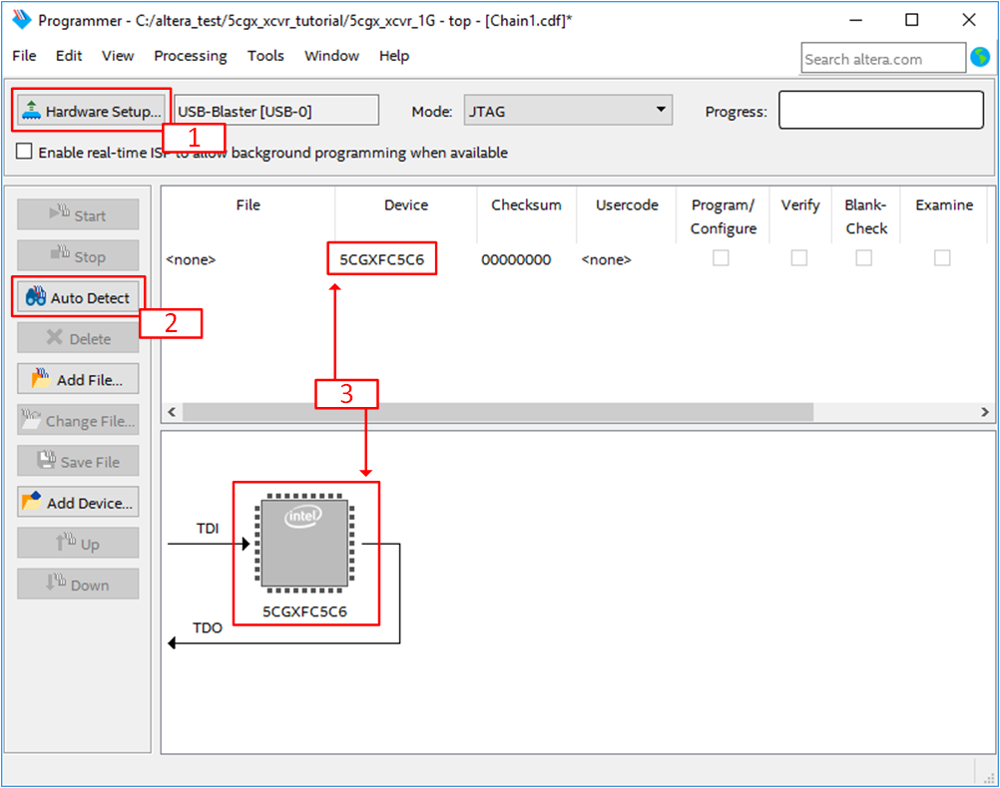 Programmer - C:/altera_test/5cgx_xcvr_tutorial/5cgx_xcvr_1G - top - [Chain1.cdf]*
File Edit View Processing Tools Window Help
Search altera.com
Hardware Setup... USB-Blaster [USB-0] Mode: JTAG Progress:
1
Enable real-time ISP to allow background programming when available
File Device Checksum Usercode Program/ Configure Verify Blank-Check Examine
<none> 5CGXFC5C6 00000000 <none>
Start
Stop
Auto Detect
2
Delete
Add File...
Change File...
Save File
Add Device...
Up
Down
3
intel
TDI
5CGXFC5C6
TDO